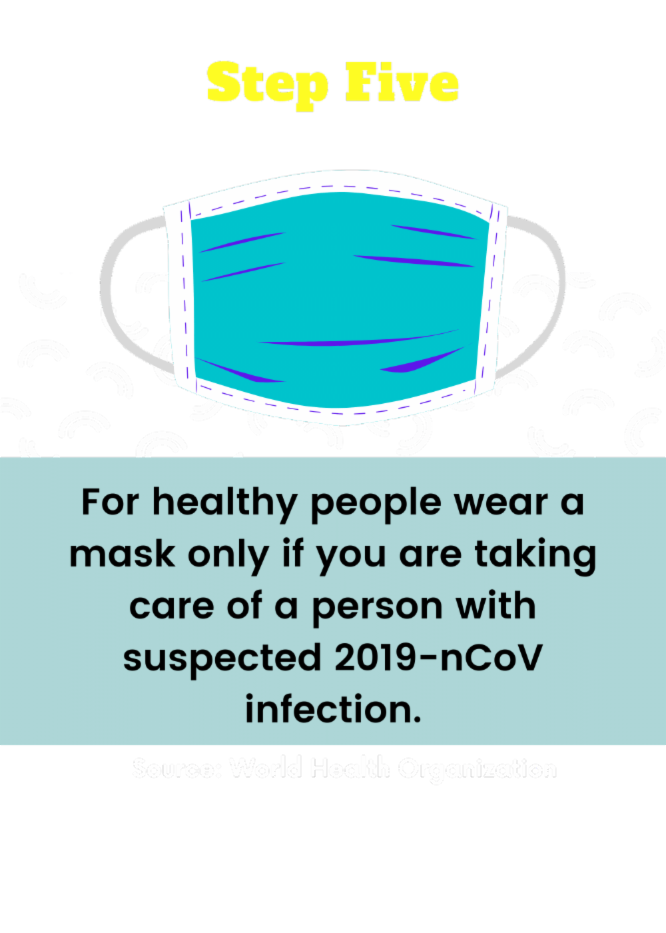 Step Five
For healthy people wear a
mask only if you are taking
care of a person with
suspected 2019-nCoV
infection.
Source: World Health Organization